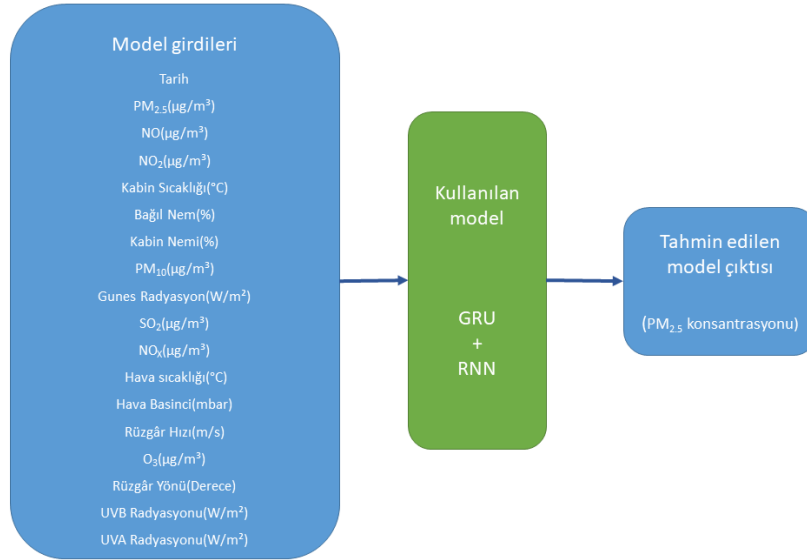 Model girdileri
Tarih
PM₂.₅(µg/m³)
NO(µg/m³)
NO₂(µg/m³)
Kabin Sıcaklığı(°C)
Bağıl Nem(%)
Kabin Nemi(%)
PM₁₀(µg/m³)
Gunes Radyasyon(W/m²)
SO₂(µg/m³)
NOₓ(µg/m³)
Hava sıcaklığı(°C)
Hava Basinci(mbar)
Rüzgâr Hızı(m/s)
O₃(µg/m³)
Rüzgâr Yönü(Derece)
UVB Radyasyonu(W/m²)
UVA Radyasyonu(W/m²)
Kullanılan
model
GRU
+
RNN
Tahmin edilen
model çıktısı
(PM₂.₅ konsantrasyonu)